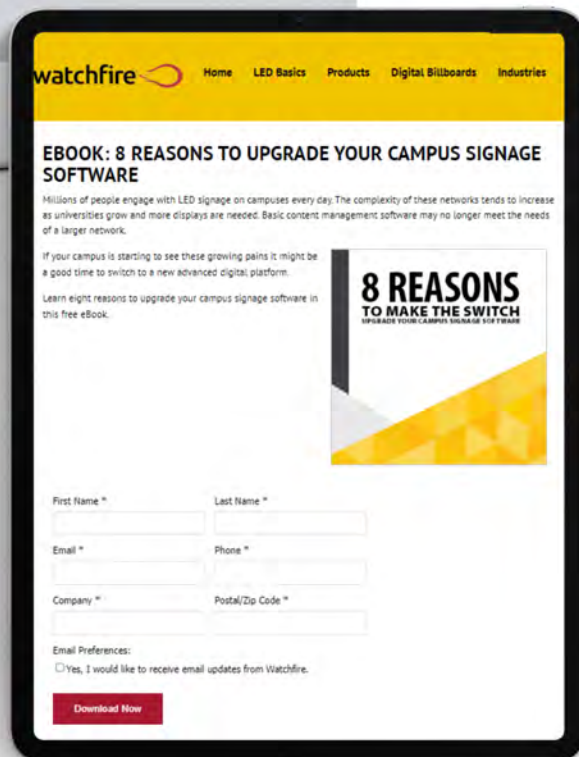 watchfire
Home LED Basics Products Digital Billboards Industries
EBOOK: 8 REASONS TO UPGRADE YOUR CAMPUS SIGNAGE
SOFTWARE
Millions of people engage with LED signage on campuses every day. The complexity of these networks tends to increase
as universities grow and more displays are needed. Basic content management software may no longer meet the needs
of a larger network.
If your campus is starting to see these growing pains it might be
a good time to switch to a new advanced digital platform.
Learn eight reasons to upgrade your campus signage software in
this free eBook.
8 REASONS
TO MAKE THE SWITCH
UPGRADE YOUR CAMPUS SIGNAGE SOFTWARE
First Name * Last Name *
Email * Phone *
Company * Postal/Zip Code *
Email Preferences:
Yes, I would like to receive email updates from Watchfire.
Download Now